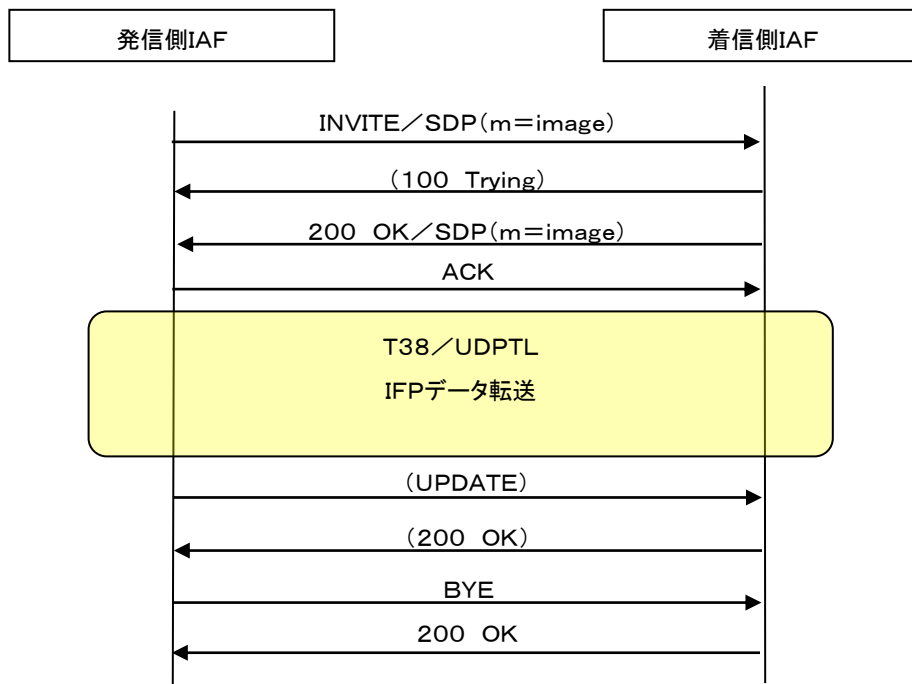 発信側IAF
着信側IAF
INVITE／SDP(m＝image)
(100 Trying)
200 OK／SDP(m＝image)
ACK
T38／UDPTL
IFPデータ転送
(UPDATE)
(200 OK)
BYE
200 OK